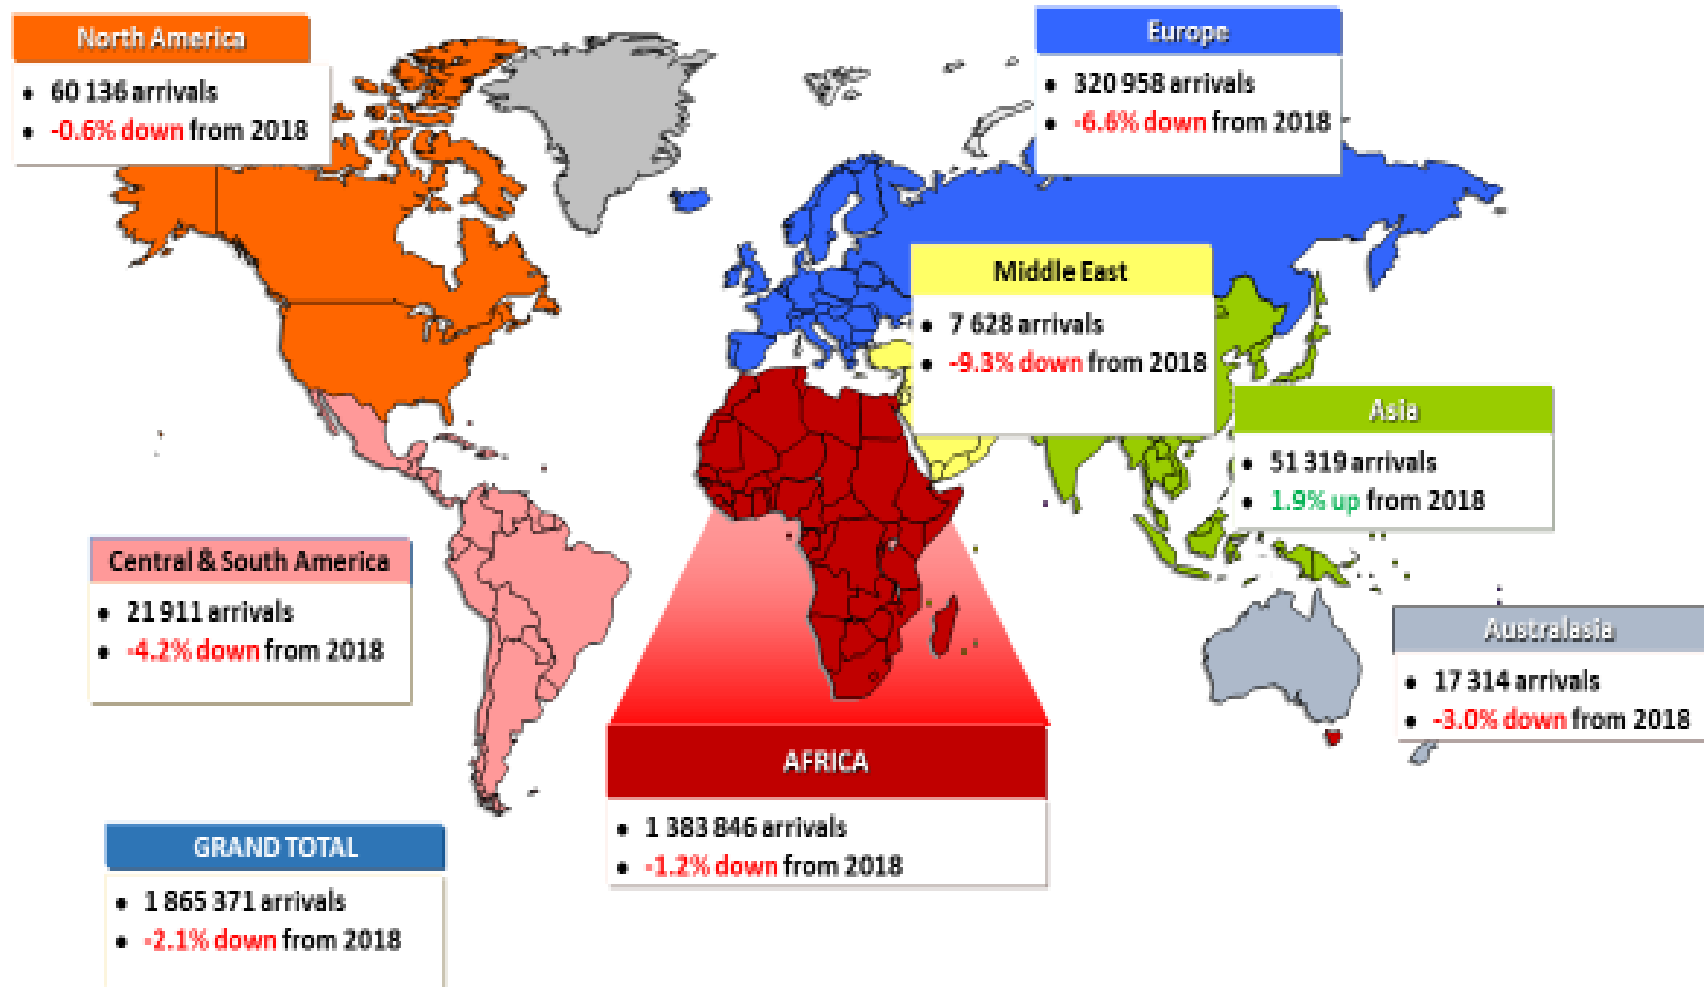 North America
• 60 136 arrivals
• -0.6% down from 2018
Europe
• 320 958 arrivals
• -6.6% down from 2018
Middle East
• 7 628 arrivals
• -9.3% down from 2018
Asia
• 51 319 arrivals
• 1.9% up from 2018
Central & South America
• 21 911 arrivals
• -4.2% down from 2018
Australasia
• 17 314 arrivals
• -3.0% down from 2018
AFRICA
• 1 383 846 arrivals
• -1.2% down from 2018
GRAND TOTAL
• 1 865 371 arrivals
• -2.1% down from 2018